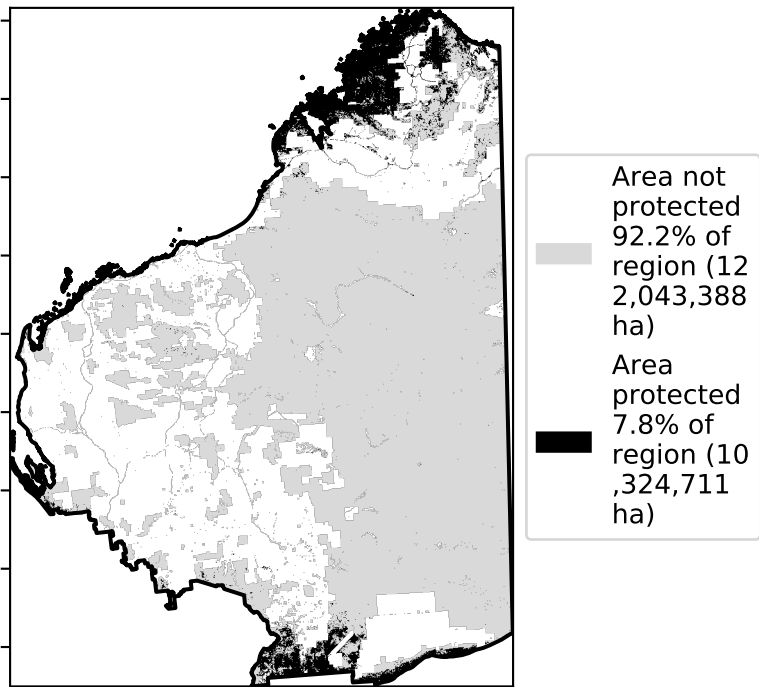 Area not
protected
92.2% of
region (12
2,043,388
ha)
Area
protected
7.8% of
region (10
,324,711
ha)